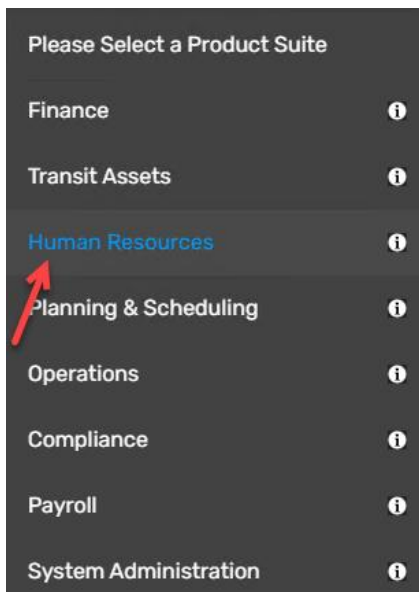 Please Select a Product Suite
Finance
Transit Assets
Human Resources
Planning & Scheduling
Operations
Compliance
Payroll
System Administration